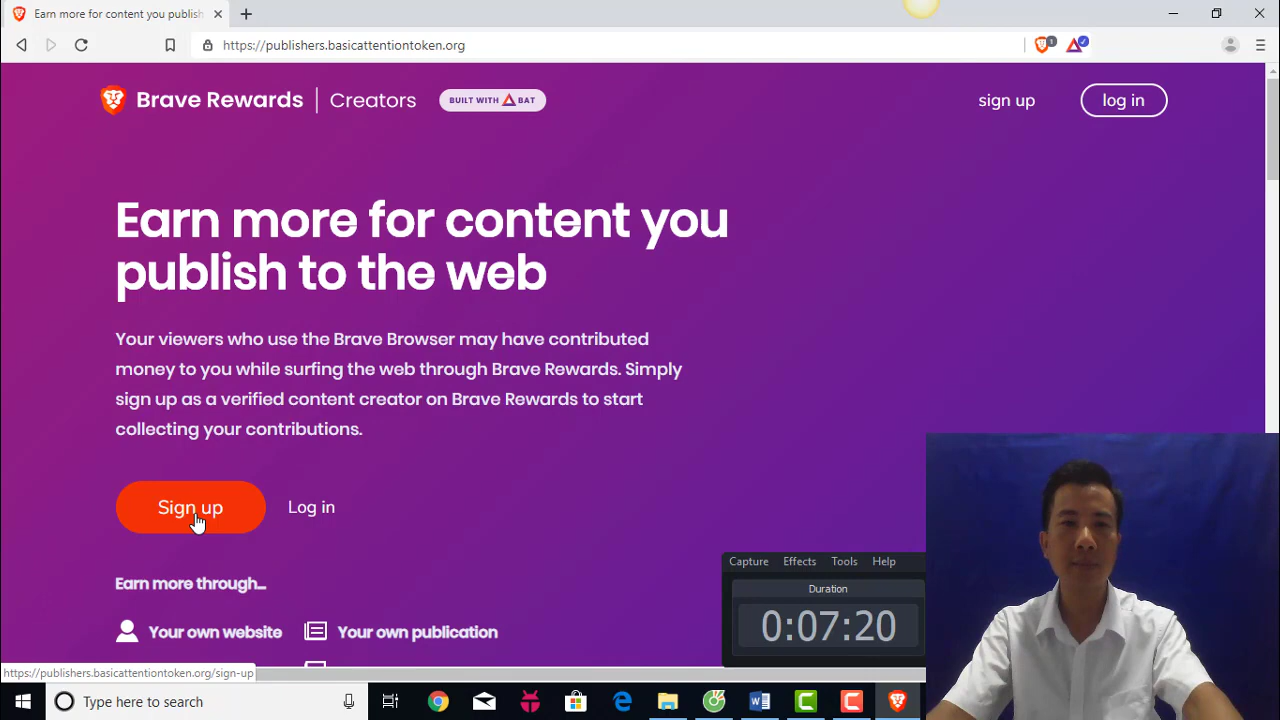 Earn more for content you publish
https://publishers.basicattentiontoken.org
1
Brave Rewards | Creators
BUILT WITH BAT
sign up
log in
Earn more for content you
publish to the web
Your viewers who use the Brave Browser may have contributed
money to you while surfing the web through Brave Rewards. Simply
sign up as a verified content creator on Brave Rewards to start
collecting your contributions.
Sign up
Log in
Earn more through...
Your own website
Your own publication
Capture
Effects
Tools
Help
Duration
0:07:20
https://publishers.basicattentiontoken.org/sign-up
Type here to search